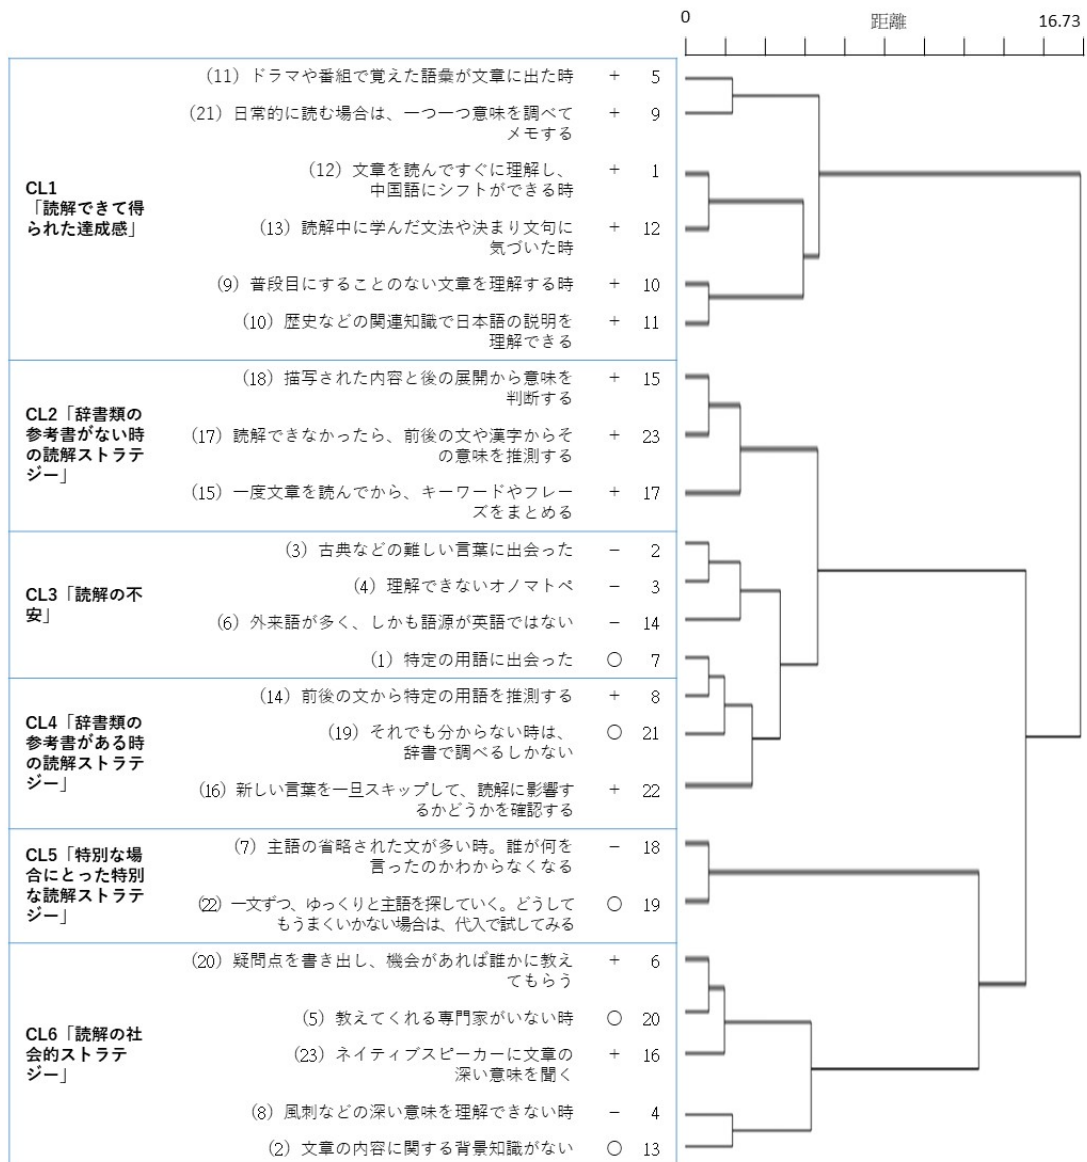 0 距離 16.73
CL1
「読解できて得
られた達成感」
(11) ドラマや番組で覚えた語彙が文章に出た時 + 5
(21) 日常的に読む場合は、一つ一つ意味を調べて + 9
メモする
(12) 文章を読んですぐに理解し、 + 1
中国語にシフトができる時
(13) 読解中に学んだ文法や決まり文句に + 12
気づいた時
(9) 普段目にすることのない文章を理解する時 + 10
(10) 歴史などの関連知識で日本語の説明を + 11
理解できる
CL2「辞書類の
参考書がない時
の読解ストラテ
ジー」
(18) 描写された内容と後の展開から意味を + 15
判断する
(17) 読解できなかったら、前後の文や漢字からそ + 23
の意味を推測する
(15) 一度文章を読んでから、キーワードやフレー + 17
ズをまとめる
CL3「読解の不
安」
(3) 古典などの難しい言葉に出会った − 2
(4) 理解できないオノマトペ − 3
(6) 外来語が多く、しかも語源が英語ではない − 14
(1) 特定の用語に出会った ○ 7
CL4「辞書類の
参考書がある時
の読解ストラテ
ジー」
(14) 前後の文から特定の用語を推測する + 8
(19) それでも分からない時は、 ○ 21
辞書で調べるしかない
(16) 新しい言葉を一旦スキップして、読解に影響す + 22
るかどうかを確認する
CL5「特別な場
合にとった特別
な読解ストラテ
ジー」
(7) 主語の省略された文が多い時。誰が何を − 18
言ったのかわからなくなる
(22) 一文ずつ、ゆっくりと主語を探していく。どうして ○ 19
もうまくいかない場合は、代入で試してみる
CL6「読解の社
会的ストラテ
ジー」
(20) 疑問点を書き出し、機会があれば誰かに教え + 6
てもらう
(5) 教えてくれる専門家がいない時 ○ 20
(23) ネイティブスピーカーに文章の + 16
深い意味を聞く
(8) 風刺などの深い意味を理解できない時 − 4
(2) 文章の内容に関する背景知識がない ○ 13